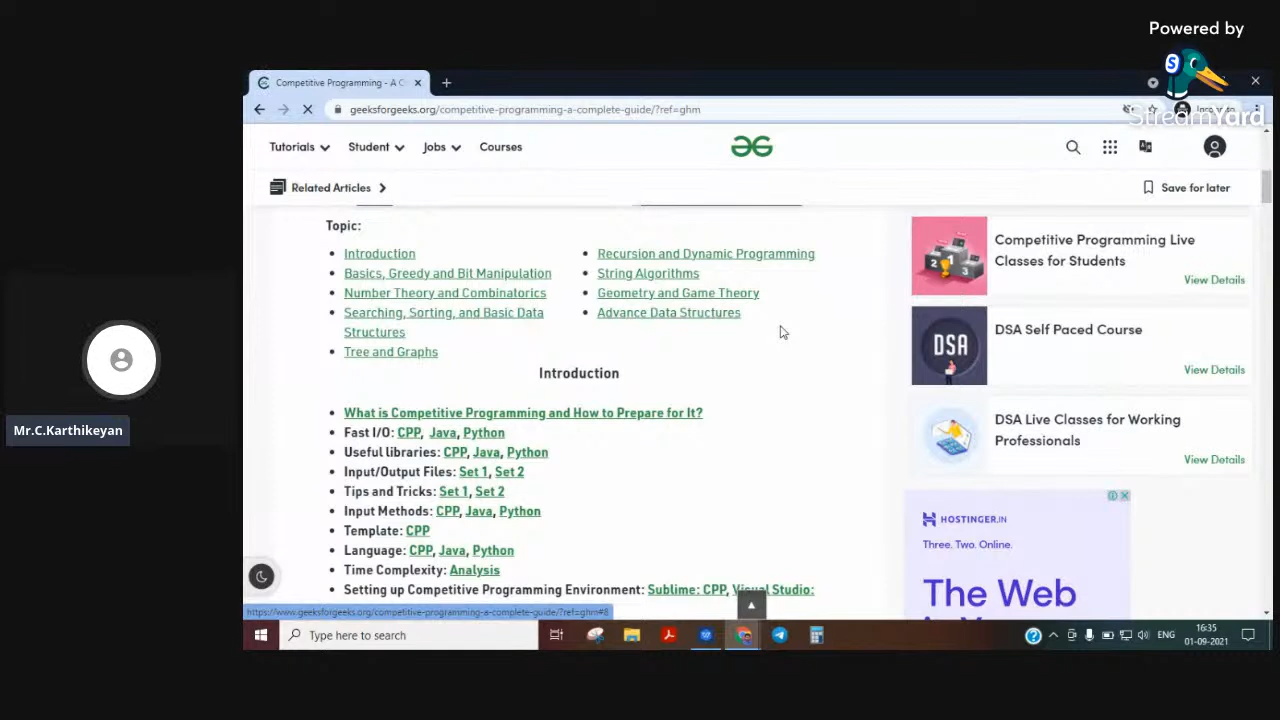 Powered by
S
StreamYard
Competitive Programming - A C
geeksforgeeks.org/competitive-programming-a-complete-guide/?ref=ghm
Tutorials
Student
Jobs
Courses
Related Articles
Save for later
Topic:
Introduction
Basics, Greedy and Bit Manipulation
Number Theory and Combinatorics
Searching, Sorting, and Basic Data
Structures
Tree and Graphs
Recursion and Dynamic Programming
String Algorithms
Geometry and Game Theory
Advance Data Structures
Introduction
What is Competitive Programming and How to Prepare for It?
Fast I/O: CPP, Java, Python
Useful libraries: CPP, Java, Python
Input/Output Files: Set 1, Set 2
Tips and Tricks: Set 1, Set 2
Input Methods: CPP, Java, Python
Template: CPP
Language: CPP, Java, Python
Time Complexity: Analysis
Setting up Competitive Programming Environment: Sublime: CPP, Visual Studio:
https://www.geeksforgeeks.org/competitive-programming-a-complete-guide/?ref=ghm#8
Competitive Programming Live
Classes for Students
View Details
DSA
DSA Self Paced Course
View Details
DSA Live Classes for Working
Professionals
View Details
HOSTINGER.IN
Three. Two. Online.
The Web
Mr.C.Karthikeyan
Type here to search
ENG
16:35
01-09-2021